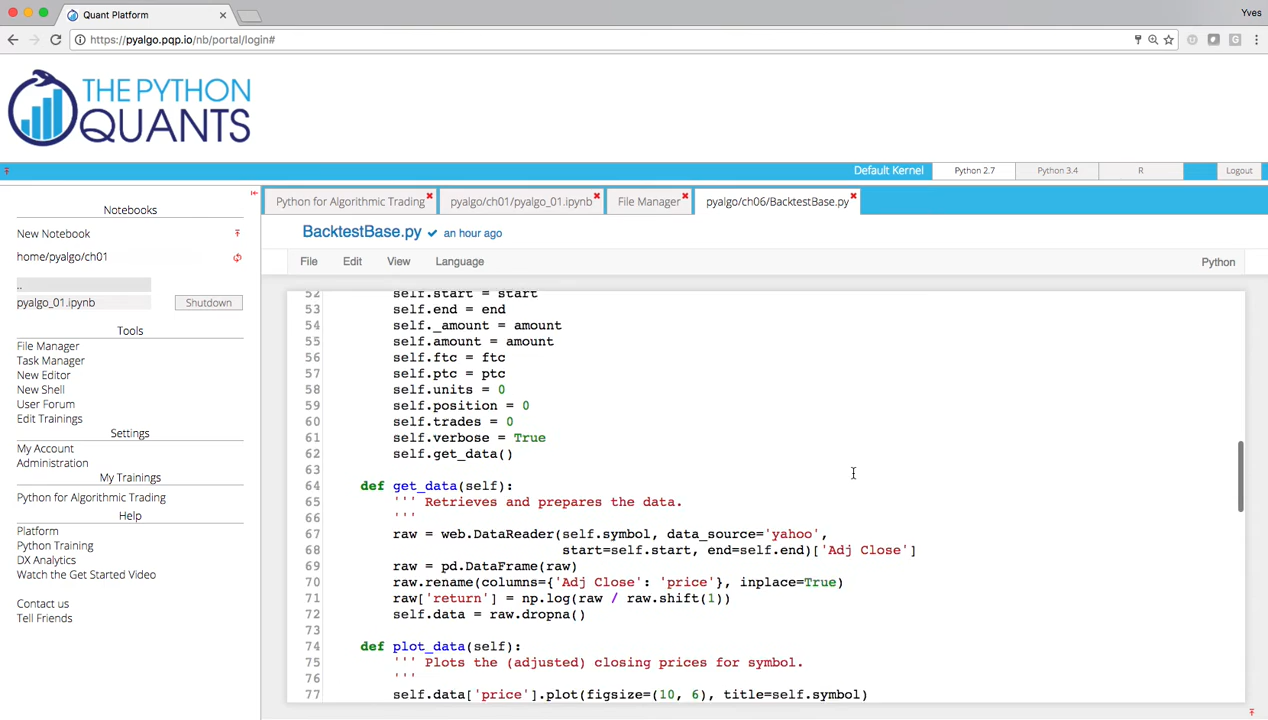 Quant Platform
Yves
https://pyalgo.pqp.io/nb/portal/login#
THE PYTHON
QUANTS
Default Kernel
Python 2.7
Python 3.4
R
Logout
Notebooks
New Notebook
home/pyalgo/ch01
..
pyalgo_01.ipynb
Shutdown
Tools
File Manager
Task Manager
New Editor
New Shell
User Forum
Edit Trainings
Settings
My Account
Administration
My Trainings
Python for Algorithmic Trading
Help
Platform
Python Training
DX Analytics
Watch the Get Started Video
Contact us
Tell Friends
Python for Algorithmic Trading
pyalgo/ch01/pyalgo_01.ipynb
File Manager
pyalgo/ch06/BacktestBase.py
BacktestBase.py ✔ an hour ago
File Edit View Language
Python
52 self.start = start
53 self.end = end
54 self._amount = amount
55 self.amount = amount
56 self.ftc = ftc
57 self.ptc = ptc
58 self.units = 0
59 self.position = 0
60 self.trades = 0
61 self.verbose = True
62 self.get_data()
63
64 def get_data(self):
65 ''' Retrieves and prepares the data.
66 '''
67 raw = web.DataReader(self.symbol, data_source='yahoo',
68 start=self.start, end=self.end)['Adj Close']
69 raw = pd.DataFrame(raw)
70 raw.rename(columns={'Adj Close': 'price'}, inplace=True)
71 raw['return'] = np.log(raw / raw.shift(1))
72 self.data = raw.dropna()
73
74 def plot_data(self):
75 ''' Plots the (adjusted) closing prices for symbol.
76 '''
77 self.data['price'].plot(figsize=(10, 6), title=self.symbol)